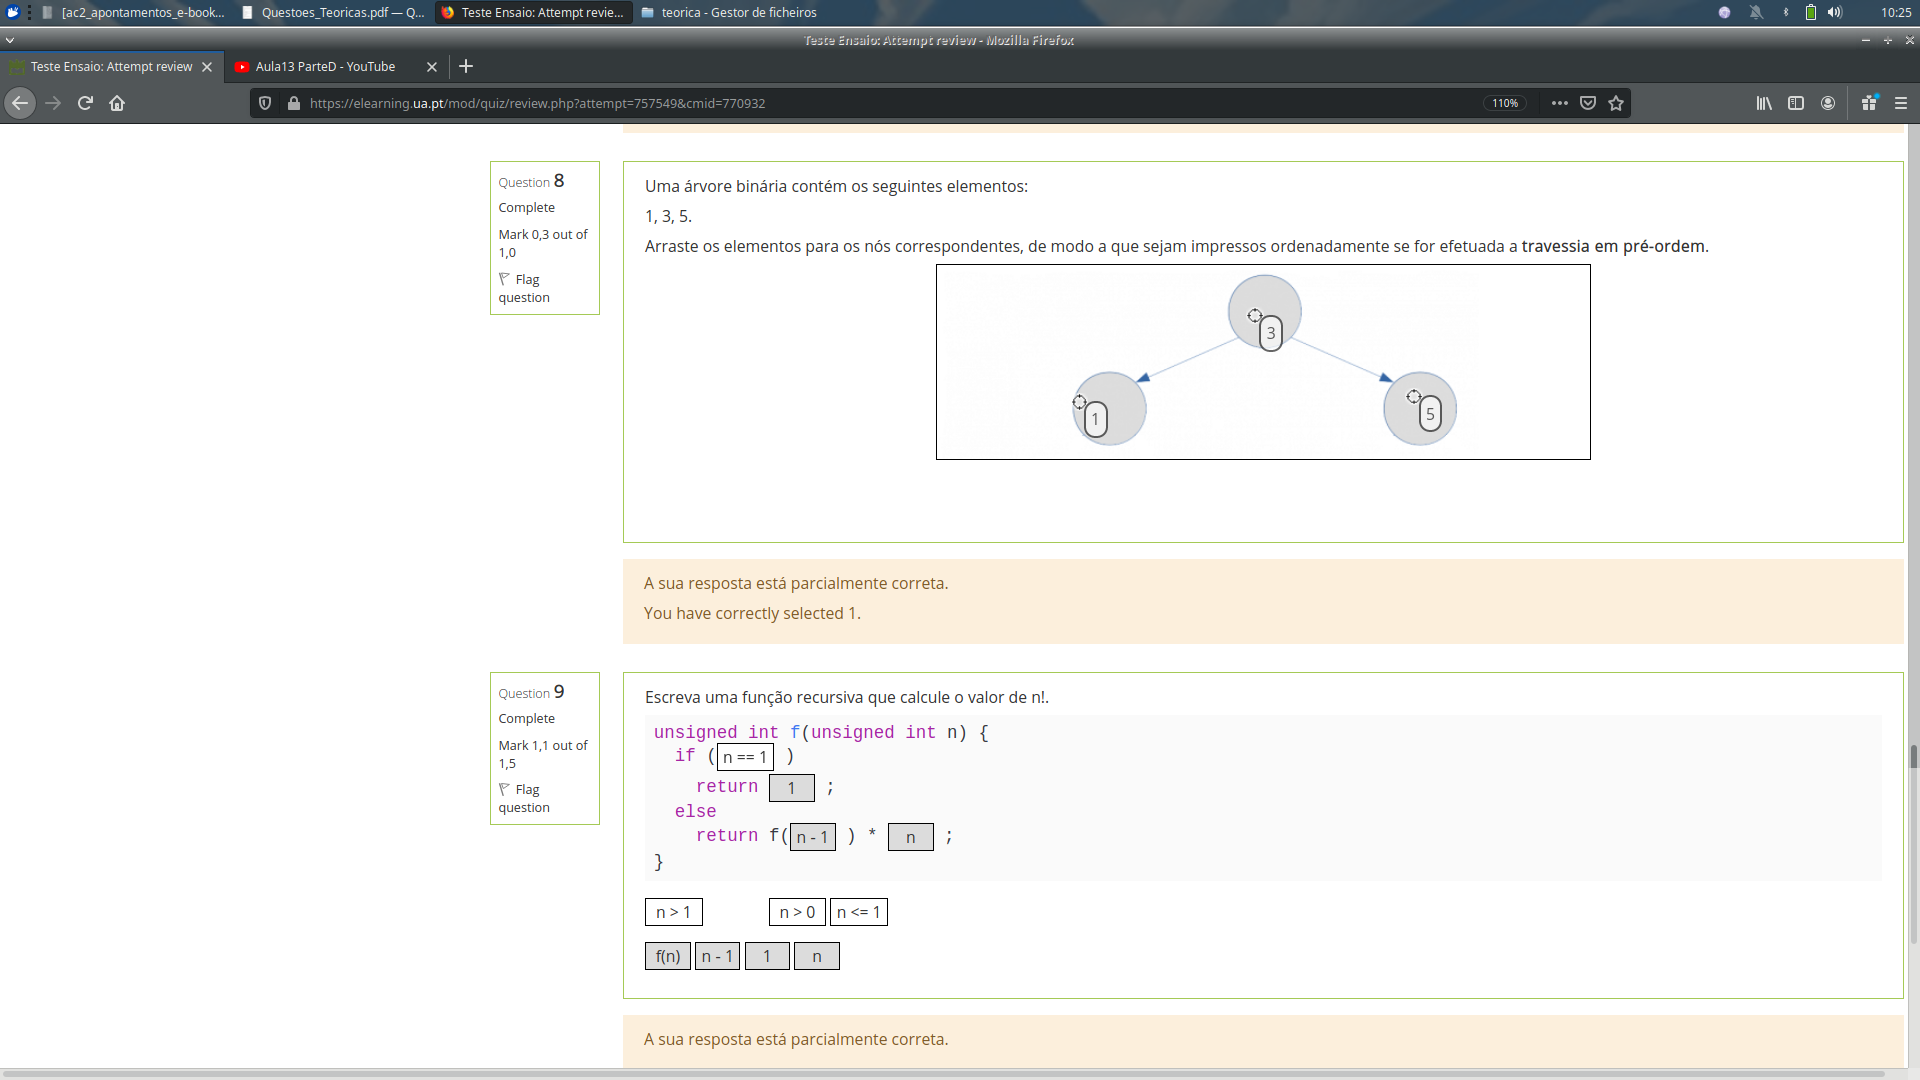 [ac2_apontamentos_e-book... Questoes_Teoricas.pdf — Q... Teste Ensaio: Attempt revie... teorica - Gestor de ficheiros 10:25
Teste Ensaio: Attempt review - Mozilla Firefox
Teste Ensaio: Attempt review Aula13 ParteD - YouTube
https://elearning.ua.pt/mod/quiz/review.php?attempt=757549&cmid=770932 110%
Question 8
Complete
Mark 0,3 out of
1,0
Flag
question
Uma árvore binária contém os seguintes elementos:
1, 3, 5.
Arraste os elementos para os nós correspondentes, de modo a que sejam impressos ordenadamente se for efetuada a travessia em pré-ordem.
3
1
5
A sua resposta está parcialmente correta.
You have correctly selected 1.
Question 9
Complete
Mark 1,1 out of
1,5
Flag
question
Escreva uma função recursiva que calcule o valor de n!.
unsigned int f(unsigned int n) {
if ( n == 1 )
return 1 ;
else
return f( n - 1 ) * n ;
}
n > 1 n > 0 n <= 1
f(n) n - 1 1 n
A sua resposta está parcialmente correta.